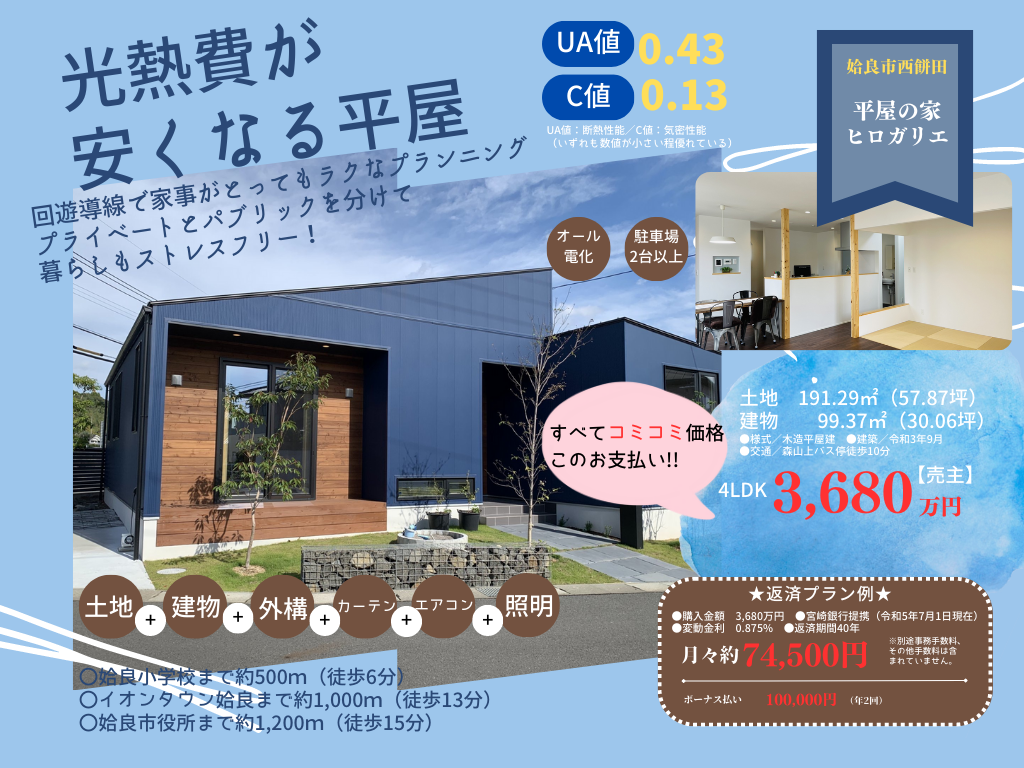 光熱費が
安くなる平屋
回遊導線で家事がとってもラクなプランニング
プライベートとパブリックを分けて
暮らしもストレスフリー！
UA値 0.43
C値 0.13
UA値：断熱性能／C値：気密性能
（いずれも数値が小さい程優れている）
姶良市西餅田
平屋の家
ヒロガリエ
オール
電化
駐車場
2台以上
すべてコミコミ価格
このお支払い!!
土地 191.29㎡（57.87坪）
建物 99.37㎡（30.06坪）
●様式／木造平屋建 ●建築／令和3年9月
●交通／森山上バス停徒歩10分
【売主】
4LDK 3,680万円
土地 + 建物 + 外構 + カーテン + エアコン + 照明
〇姶良小学校まで約500m（徒歩6分）
〇イオンタウン姶良まで約1,000m（徒歩13分）
〇姶良市役所まで約1,200m（徒歩15分）
★返済プラン例★
●購入金額 3,680万円 ●宮崎銀行提携（令和5年7月1日現在）
●変動金利 0.875% ●返済期間40年
月々約74,500円
※別途事務手数料、
その他手数料は含
まれていません。
ボーナス払い 100,000円 （年2回）